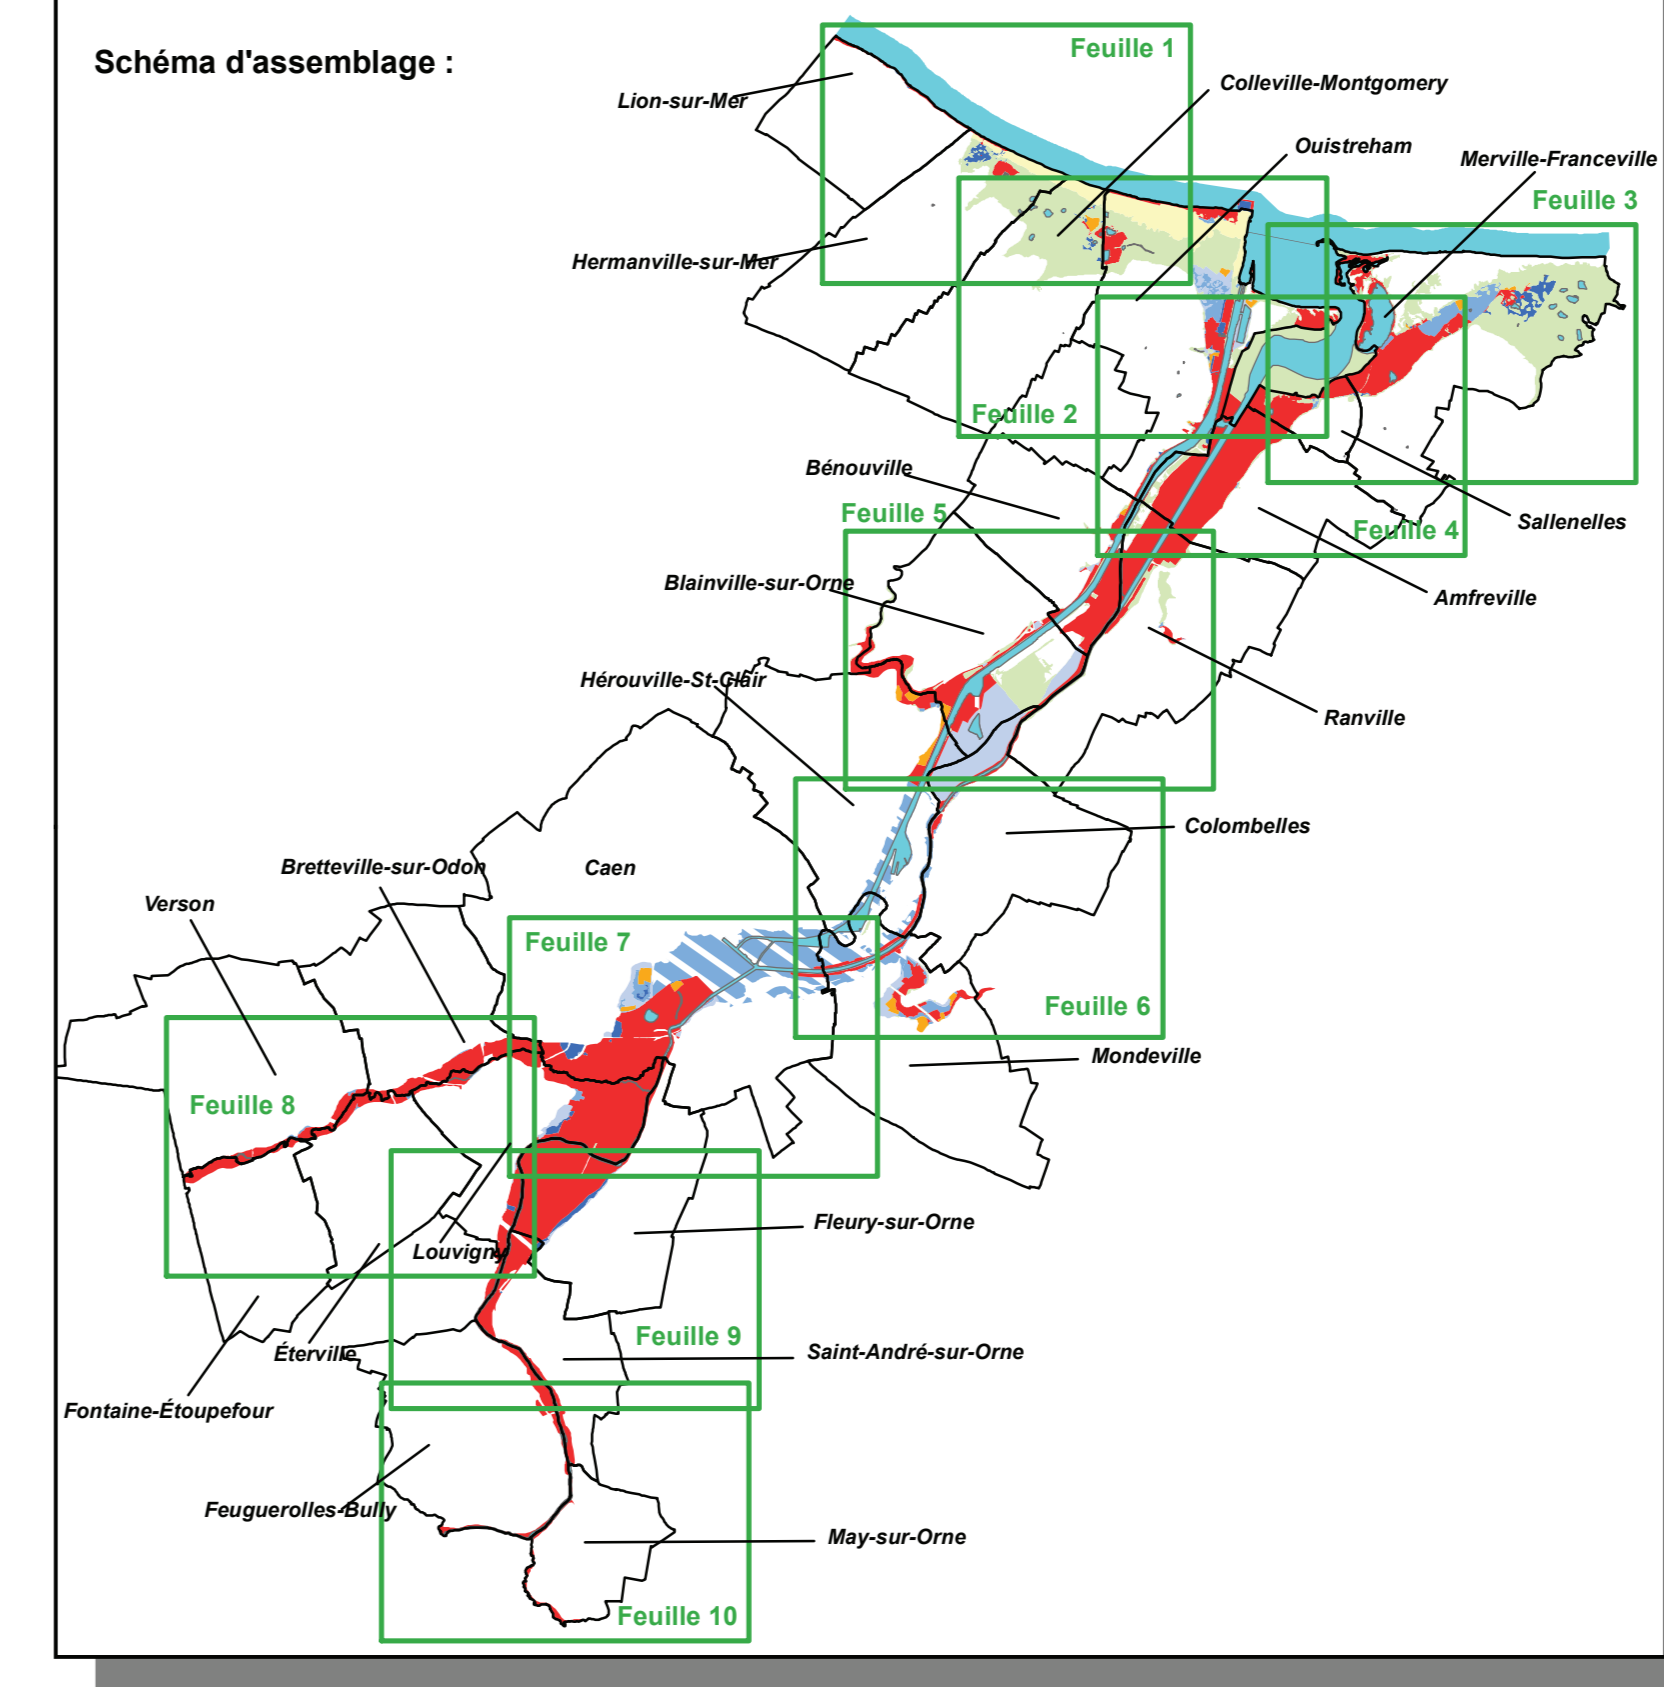 Schéma d'assemblage :
Feuille 1
Colleville-Montgomery
Lion-sur-Mer
Ouistreham
Merville-Franceville
Feuille 3
Hermanville-sur-Mer
Feuille 2
Bénouville
Feuille 5
Sallenelles
Feuille 4
Blainville-sur-Orne
Amfreville
Hérouville-St-Clair
Ranville
Colombelles
Bretteville-sur-Odon
Caen
Verson
Feuille 7
Feuille 6
Mondeville
Feuille 8
Fleury-sur-Orne
Louvigny
Feuille 9
Éterville
Saint-André-sur-Orne
Fontaine-Étoupefour
Feuguerolles-Bully
May-sur-Orne
Feuille 10